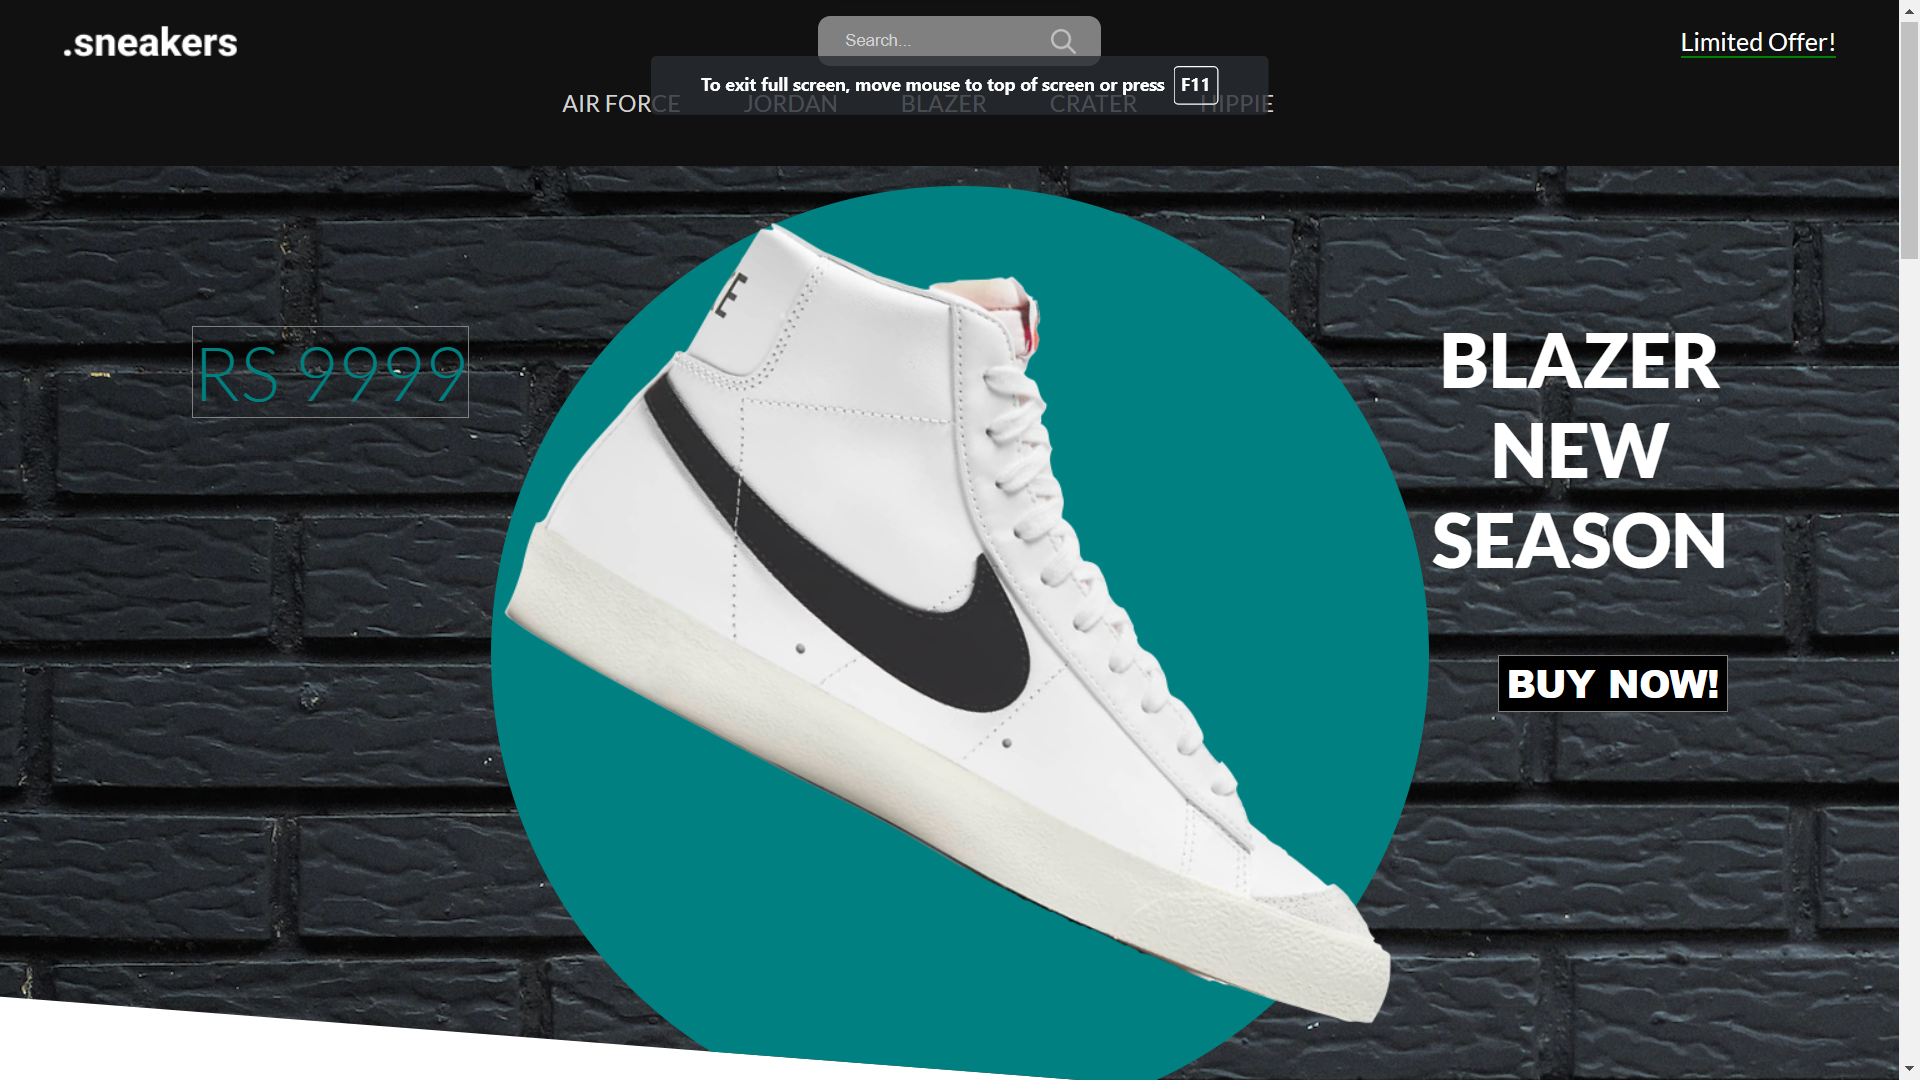 .sneakers
Search...
Limited Offer!
To exit full screen, move mouse to top of screen or press F11
AIR FORCE JORDAN BLAZER CRATER HIPPIE
RS 9999
BLAZER
NEW
SEASON
BUY NOW!